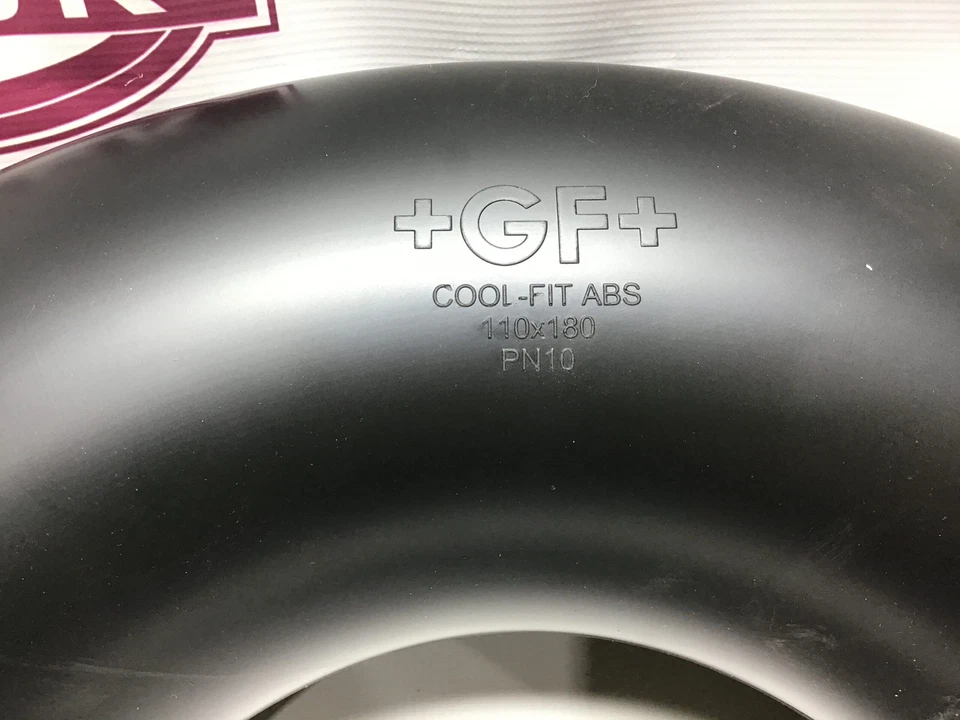 +GF+
COOL-FIT ABS
110x180
PN10